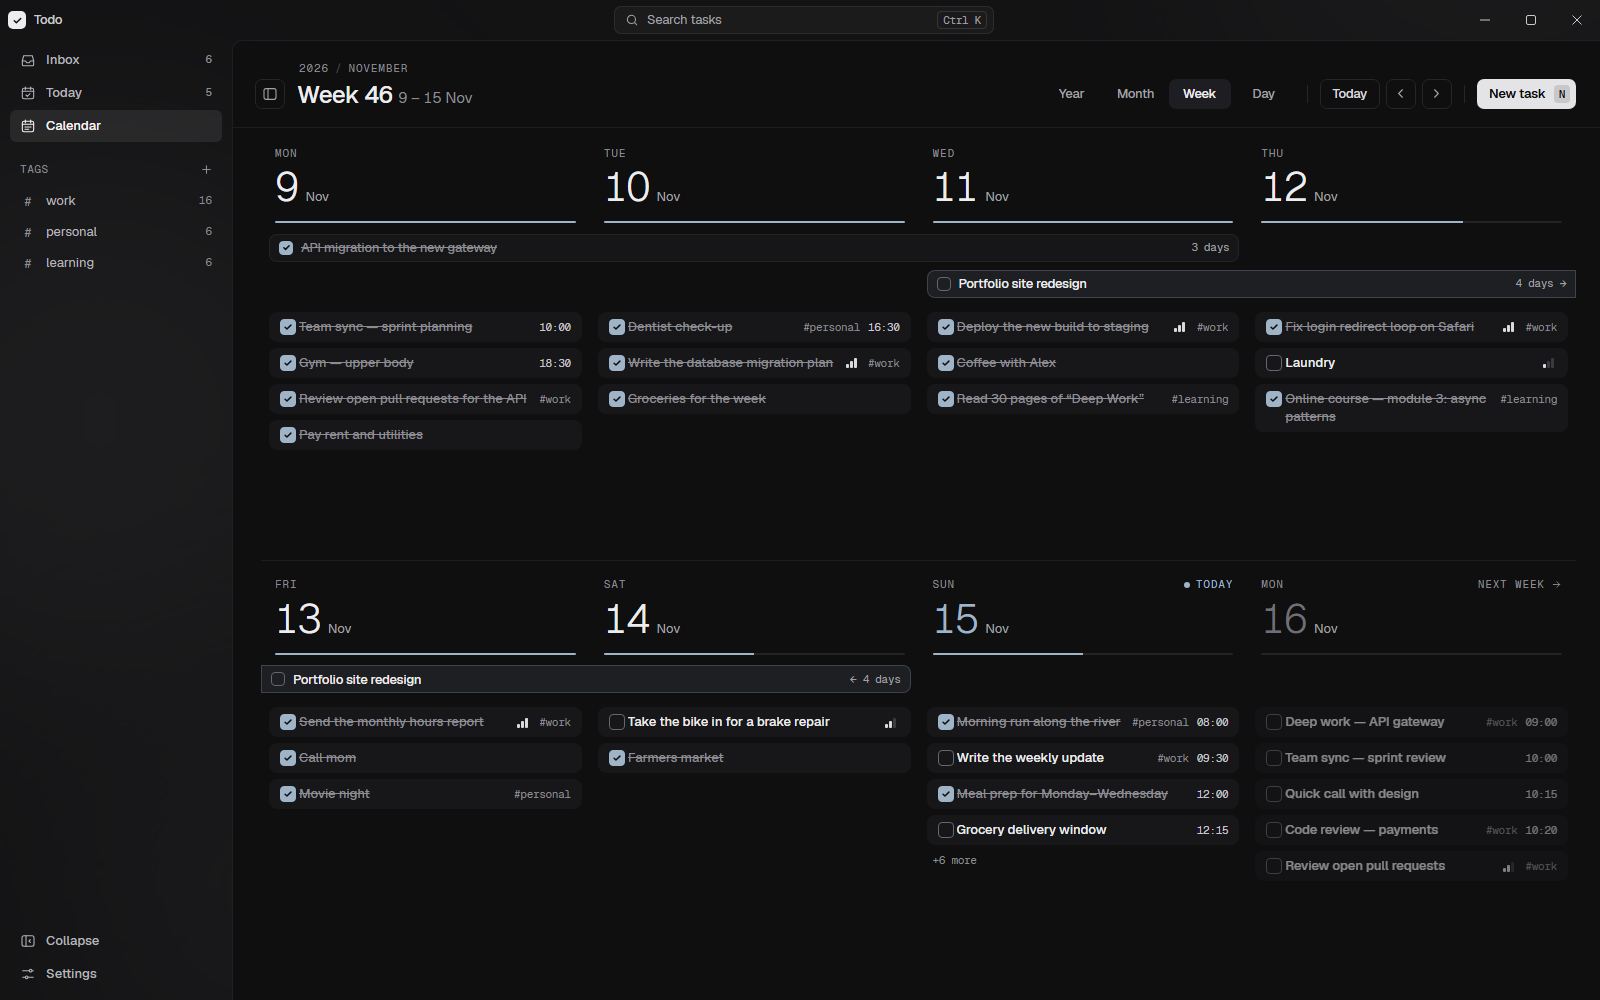 Todo
Search tasks
Ctrl K
Inbox 6
Today 5
Calendar
TAGS
# work 16
# personal 6
# learning 6
Collapse
Settings
2026 / NOVEMBER
Week 46 9 – 15 Nov
Year Month Week Day
Today
New task N
MON
9 Nov
TUE
10 Nov
WED
11 Nov
THU
12 Nov
API migration to the new gateway 3 days
Portfolio site redesign 4 days →
Team sync — sprint planning 10:00
Gym — upper body 18:30
Review open pull requests for the API #work
Pay rent and utilities
Dentist check-up #personal 16:30
Write the database migration plan #work
Groceries for the week
Deploy the new build to staging #work
Coffee with Alex
Read 30 pages of “Deep Work” #learning
Fix login redirect loop on Safari #work
Laundry
Online course — module 3: async #learning
patterns
FRI
13 Nov
SAT
14 Nov
SUN TODAY
15 Nov
MON NEXT WEEK →
16 Nov
Portfolio site redesign ← 4 days
Send the monthly hours report #work
Call mom
Movie night #personal
Take the bike in for a brake repair
Farmers market
Morning run along the river #personal 08:00
Write the weekly update #work 09:30
Meal prep for Monday–Wednesday 12:00
Grocery delivery window 12:15
+6 more
Deep work — API gateway #work 09:00
Team sync — sprint review 10:00
Quick call with design 10:15
Code review — payments #work 10:20
Review open pull requests #work